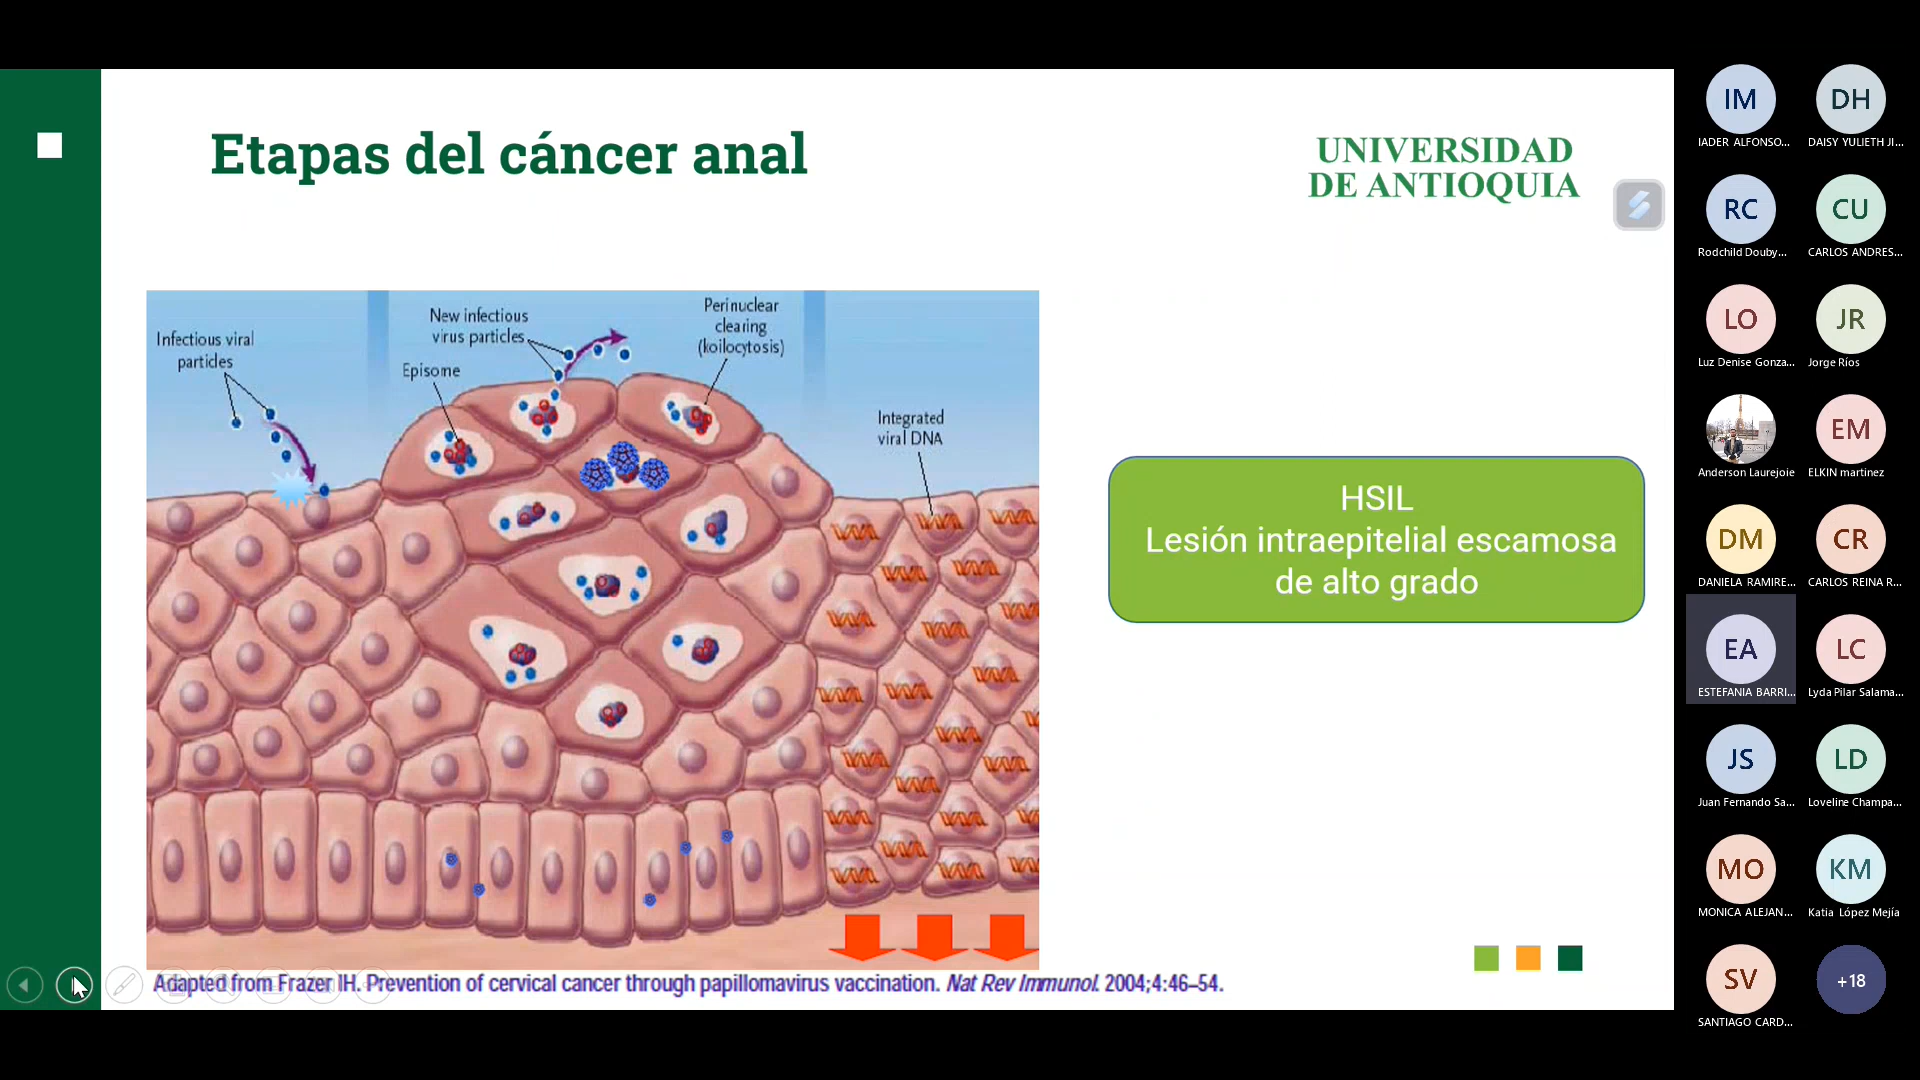 Etapas del cáncer anal
UNIVERSIDAD
DE ANTIOQUIA
Infectious viral
particles
New infectious
virus particles
Episome
Perinuclear
clearing
(koilocytosis)
Integrated
viral DNA
HSIL
Lesión intraepitelial escamosa
de alto grado
Adapted from Frazer IH. Prevention of cervical cancer through papillomavirus vaccination. Nat Rev Immunol. 2004;4:46–54.
IM
IADER ALFONSO...
DH
DAISY YULIETH JI...
RC
Rodchild Douby...
CU
CARLOS ANDRES...
LO
Luz Denise Gonza...
JR
Jorge Ríos
Anderson Laurejoie
EM
ELKIN martinez
DM
DANIELA RAMIRE...
CR
CARLOS REINA R...
EA
ESTEFANIA BARRI...
LC
Lyda Pilar Salama...
JS
Juan Fernando Sa...
LD
Loveline Champa...
MO
MONICA ALEJAN...
KM
Katia López Mejía
SV
SANTIAGO CARD...
+18